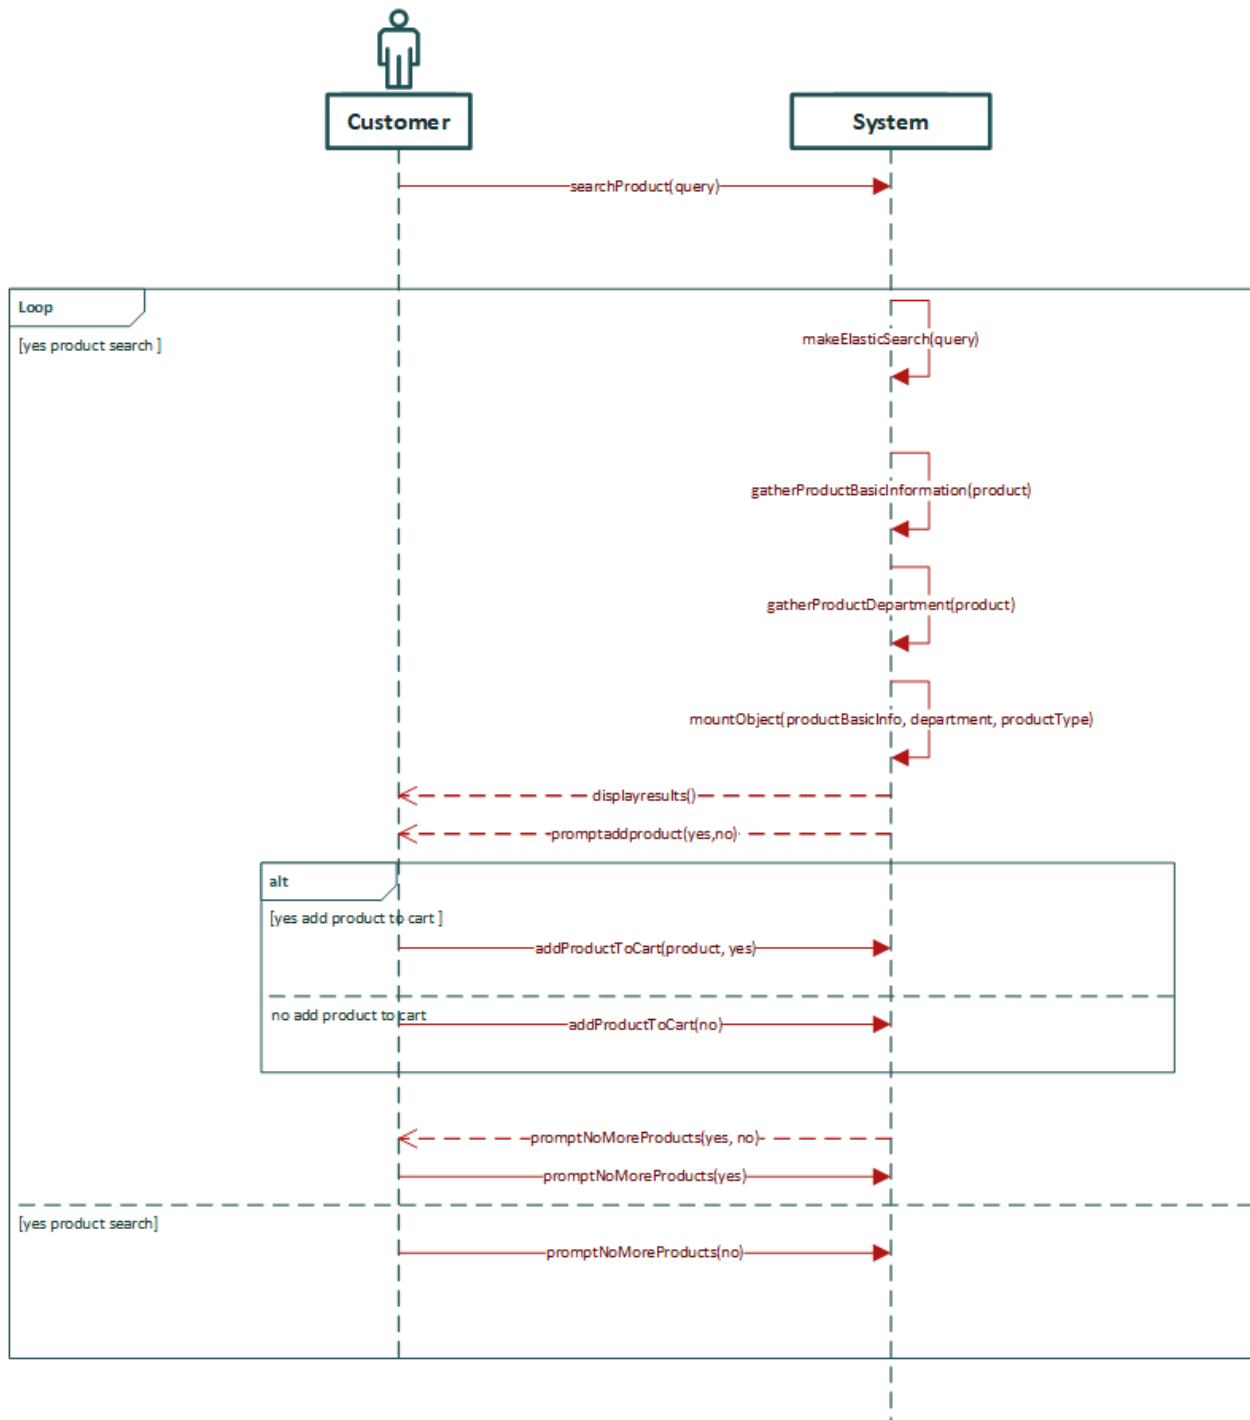 Customer
System
searchProduct(query)
Loop
[yes product search ]
makeElasticSearch(query)
gatherProductBasicInformation(product)
gatherProductDepartment(product)
mountObject(productBasicInfo, department, productType)
displayresults()
promptaddproduct(yes,no)
alt
[yes add product to cart ]
addProductToCart(product, yes)
no add product to cart
addProductToCart(no)
promptNoMoreProducts(yes, no)
promptNoMoreProducts(yes)
[yes product search]
promptNoMoreProducts(no)